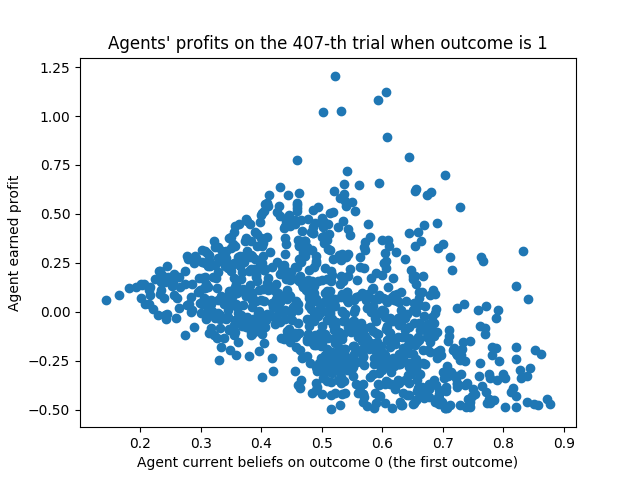 Agents' profits on the 407-th trial when outcome is 1
1.25
1.00
0.75
0.50
0.25
0.00
−0.25
−0.50
Agent earned profit
0.2 0.3 0.4 0.5 0.6 0.7 0.8 0.9
Agent current beliefs on outcome 0 (the first outcome)